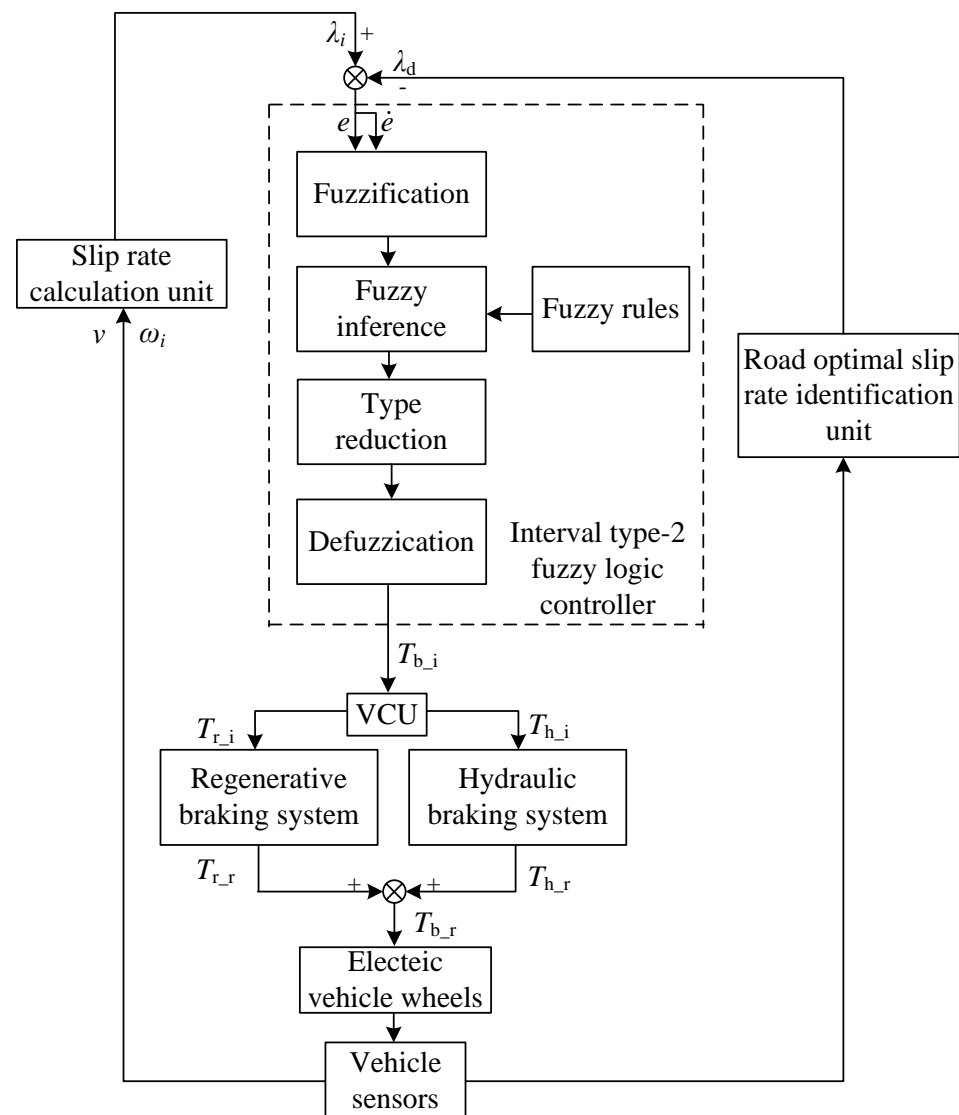 λi +
λd
-
e ė
Fuzzification
Slip rate
calculation unit
Fuzzy
inference
Fuzzy rules
v ωi
Road optimal slip
rate identification
unit
Type
reduction
Defuzzication
Interval type-2
fuzzy logic
controller
Tb_i
VCU
Tr_i
Th_i
Regenerative
braking system
Hydraulic
braking system
Tr_r
+ +
Th_r
Tb_r
Electeic
vehicle wheels
Vehicle
sensors